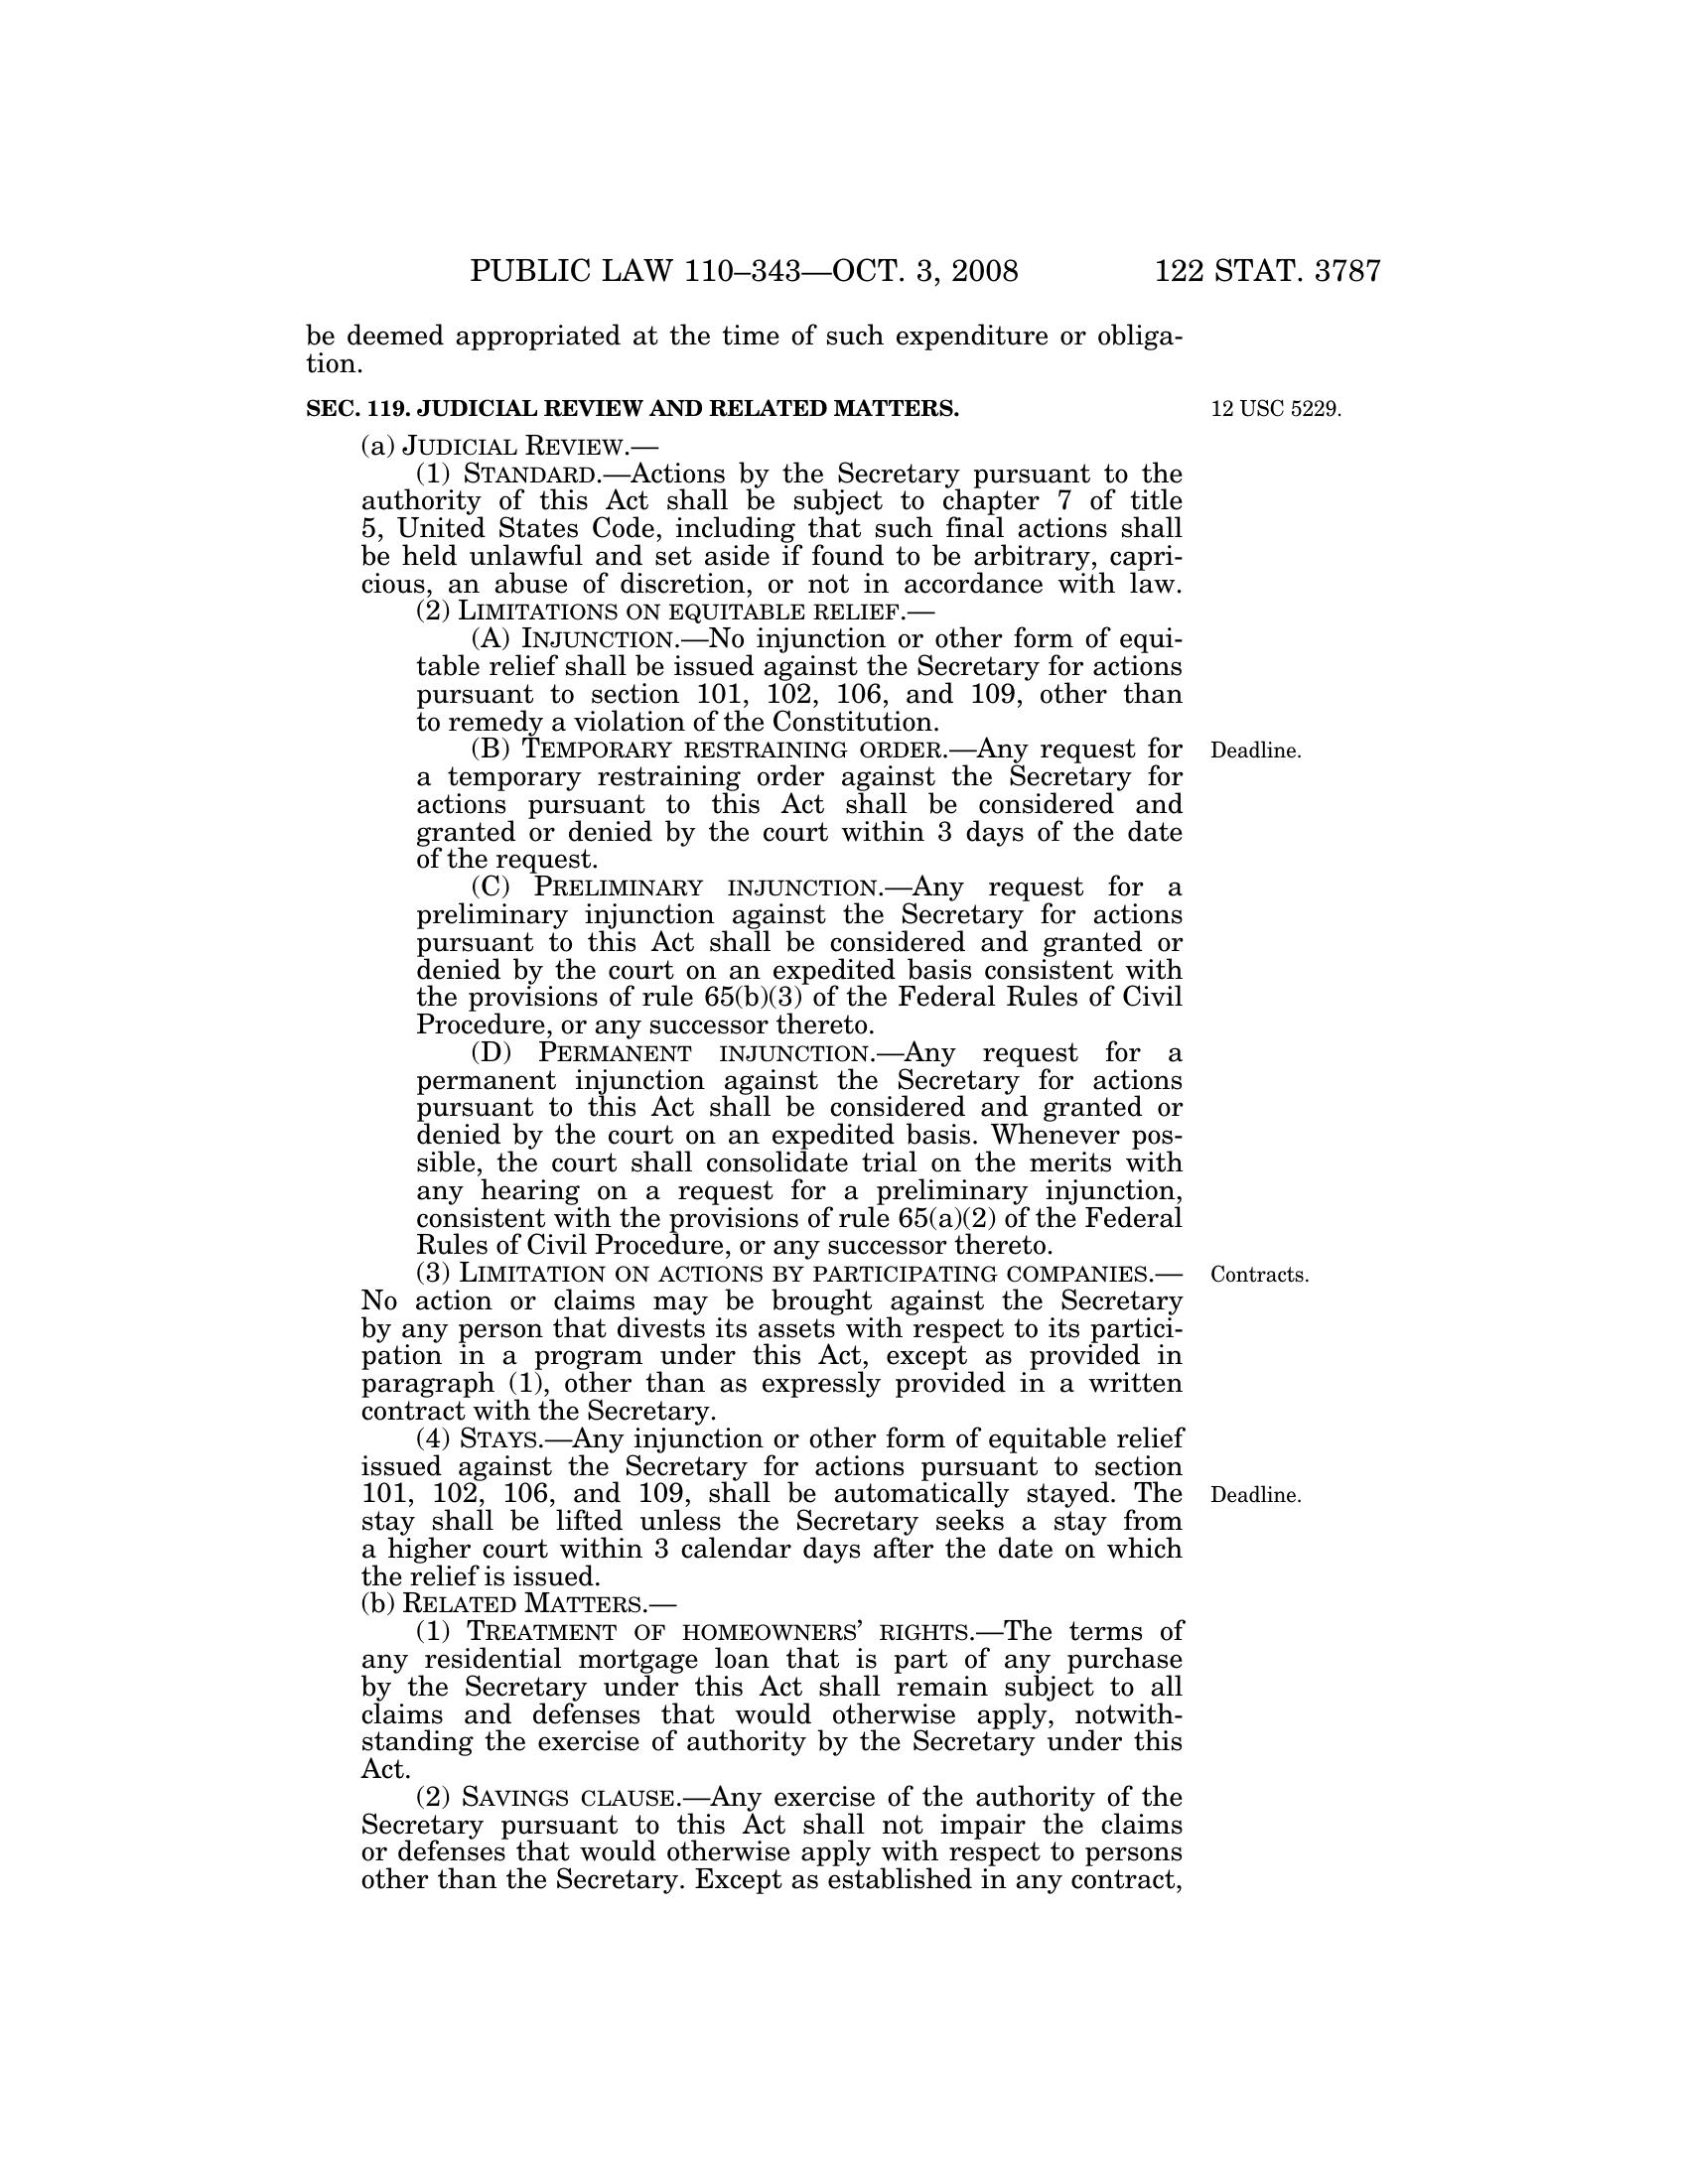 PUBLIC LAW 110–343—OCT. 3, 2008 122 STAT. 3787
be deemed appropriated at the time of such expenditure or obliga-
tion.
SEC. 119. JUDICIAL REVIEW AND RELATED MATTERS. 12 USC 5229.
(a) JUDICIAL REVIEW.—
(1) STANDARD.—Actions by the Secretary pursuant to the
authority of this Act shall be subject to chapter 7 of title
5, United States Code, including that such final actions shall
be held unlawful and set aside if found to be arbitrary, capri-
cious, an abuse of discretion, or not in accordance with law.
(2) LIMITATIONS ON EQUITABLE RELIEF.—
(A) INJUNCTION.—No injunction or other form of equi-
table relief shall be issued against the Secretary for actions
pursuant to section 101, 102, 106, and 109, other than
to remedy a violation of the Constitution.
(B) TEMPORARY RESTRAINING ORDER.—Any request for Deadline.
a temporary restraining order against the Secretary for
actions pursuant to this Act shall be considered and
granted or denied by the court within 3 days of the date
of the request.
(C) PRELIMINARY INJUNCTION.—Any request for a
preliminary injunction against the Secretary for actions
pursuant to this Act shall be considered and granted or
denied by the court on an expedited basis consistent with
the provisions of rule 65(b)(3) of the Federal Rules of Civil
Procedure, or any successor thereto.
(D) PERMANENT INJUNCTION.—Any request for a
permanent injunction against the Secretary for actions
pursuant to this Act shall be considered and granted or
denied by the court on an expedited basis. Whenever pos-
sible, the court shall consolidate trial on the merits with
any hearing on a request for a preliminary injunction,
consistent with the provisions of rule 65(a)(2) of the Federal
Rules of Civil Procedure, or any successor thereto.
(3) LIMITATION ON ACTIONS BY PARTICIPATING COMPANIES.— Contracts.
No action or claims may be brought against the Secretary
by any person that divests its assets with respect to its partici-
pation in a program under this Act, except as provided in
paragraph (1), other than as expressly provided in a written
contract with the Secretary.
(4) STAYS.—Any injunction or other form of equitable relief
issued against the Secretary for actions pursuant to section
101, 102, 106, and 109, shall be automatically stayed. The Deadline.
stay shall be lifted unless the Secretary seeks a stay from
a higher court within 3 calendar days after the date on which
the relief is issued.
(b) RELATED MATTERS.—
(1) TREATMENT OF HOMEOWNERS’ RIGHTS.—The terms of
any residential mortgage loan that is part of any purchase
by the Secretary under this Act shall remain subject to all
claims and defenses that would otherwise apply, notwith-
standing the exercise of authority by the Secretary under this
Act.
(2) SAVINGS CLAUSE.—Any exercise of the authority of the
Secretary pursuant to this Act shall not impair the claims
or defenses that would otherwise apply with respect to persons
other than the Secretary. Except as established in any contract,